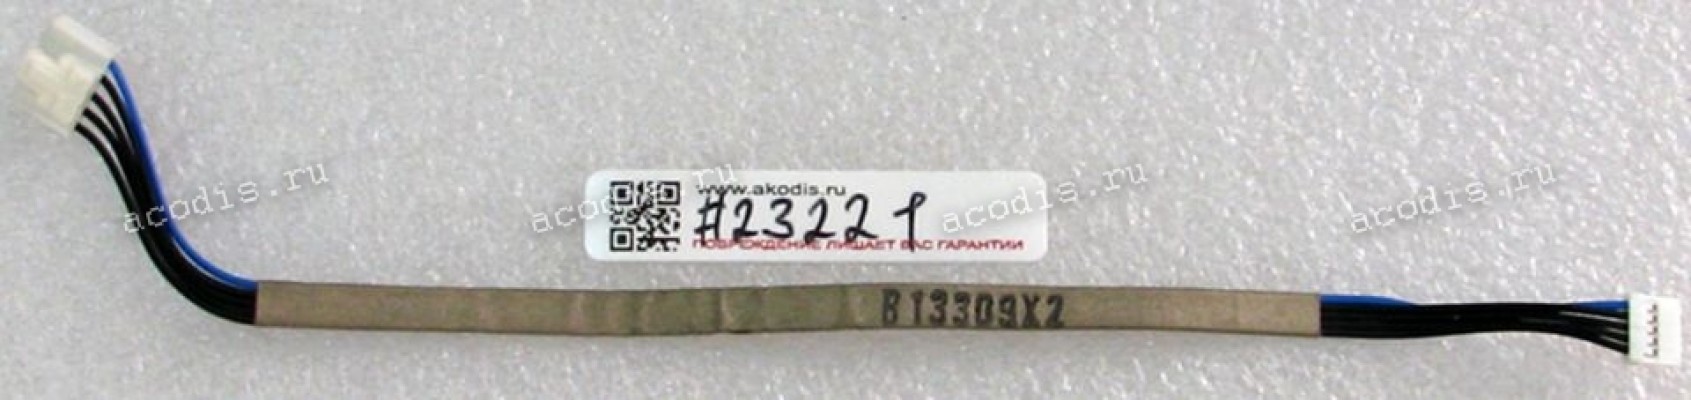 acodis.ru
acodis.ru
acodis.ru
acodis.ru
www.akodis.ru
#23221
ПОВРЕЖДЕНИЕ ЛИШАЕТ ВАС ГАРАНТИИ
B13309X2